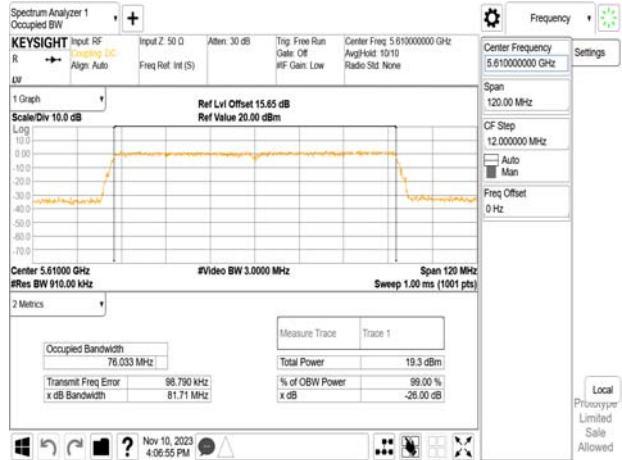 Spectrum Analyzer 1
Occupied BW
+
Frequency
KEYSIGHT
R
Input: RF
Coupling: DC
Align: Auto
Input Z: 50 Ω
Freq Ref: Int (S)
Atten: 30 dB
Trig: Free Run
Gate: Off
#IF Gain: Low
Center Freq: 5.610000000 GHz
Avg|Hold: 10/10
Radio Std: None
Center Frequency
5.610000000 GHz
Settings
Span
120.00 MHz
CF Step
12.000000 MHz
Auto
Man
Freq Offset
0 Hz
1 Graph
Scale/Div 10.0 dB
Ref Lvl Offset 15.65 dB
Ref Value 20.00 dBm
Log
10.0
0.00
-10.0
-20.0
-30.0
-40.0
-50.0
-60.0
-70.0
Center 5.61000 GHz
#Res BW 910.00 kHz
#Video BW 3.0000 MHz
Span 120 MHz
Sweep 1.00 ms (1001 pts)
2 Metrics
Measure Trace
Trace 1
Occupied Bandwidth
76.033 MHz
Total Power
19.3 dBm
Transmit Freq Error
98.790 kHz
% of OBW Power
99.00 %
x dB Bandwidth
81.71 MHz
x dB
-26.00 dB
Local
Prototype
Limited
Sale
Allowed
?
Nov 10, 2023
4:06:55 PM